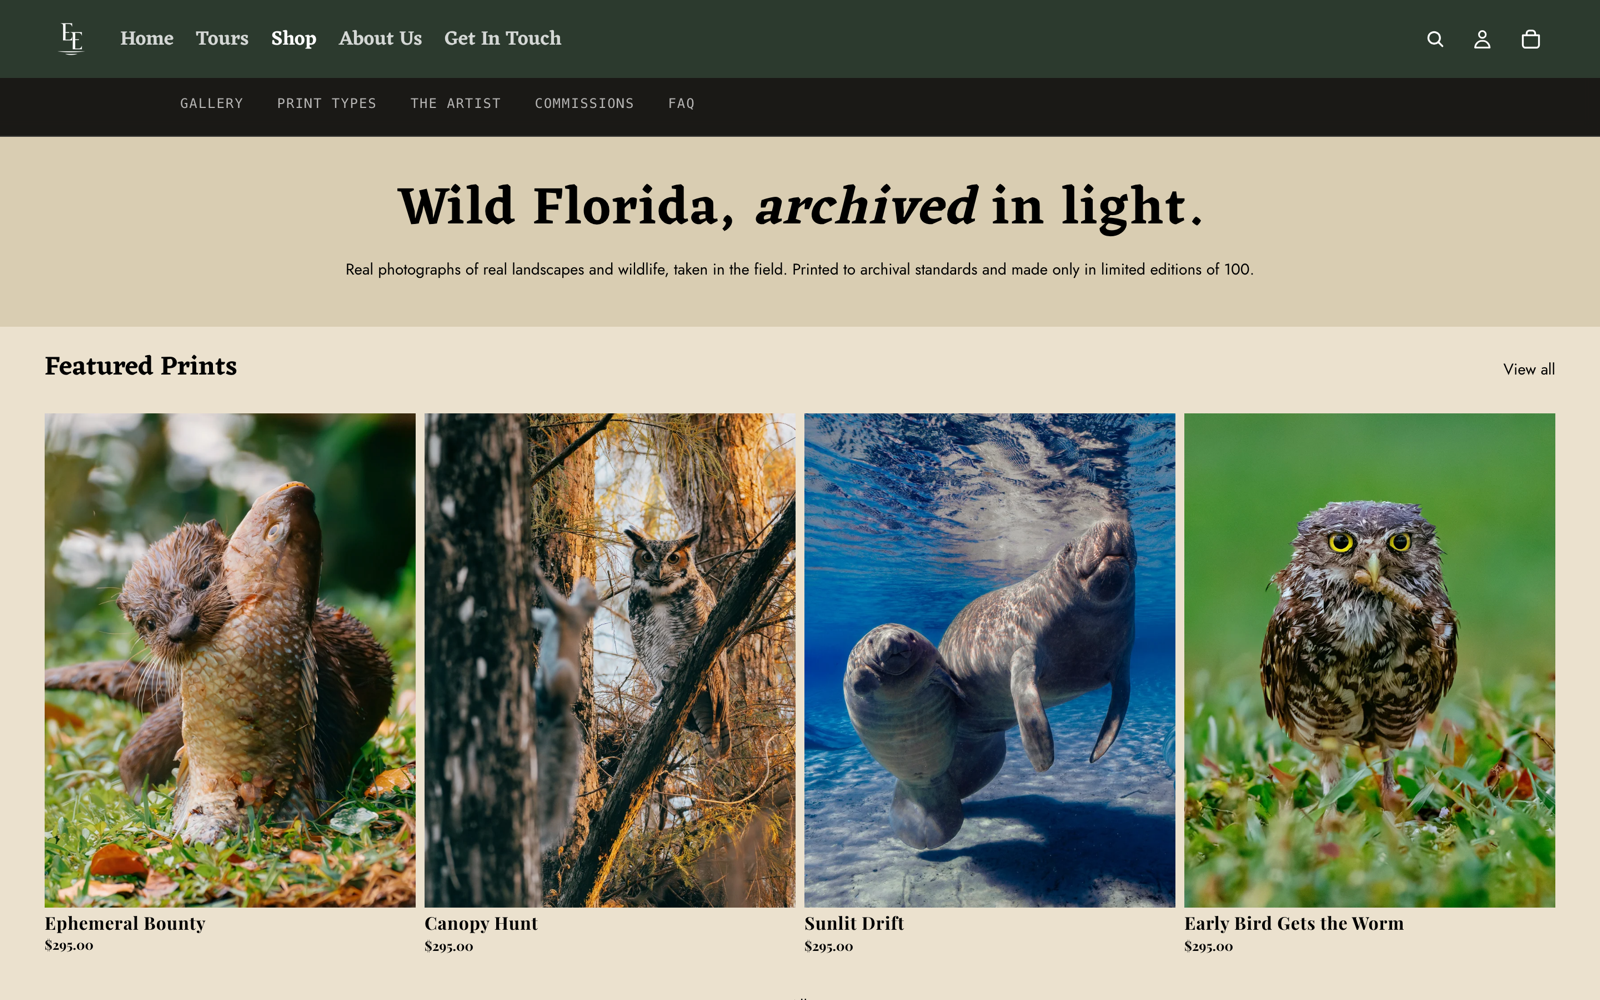 EE
Home Tours Shop About Us Get In Touch
GALLERY PRINT TYPES THE ARTIST COMMISSIONS FAQ
Wild Florida, archived in light.
Real photographs of real landscapes and wildlife, taken in the field. Printed to archival standards and made only in limited editions of 100.
Featured Prints
View all
Ephemeral Bounty
$295.00
Canopy Hunt
$295.00
Sunlit Drift
$295.00
Early Bird Gets the Worm
$295.00